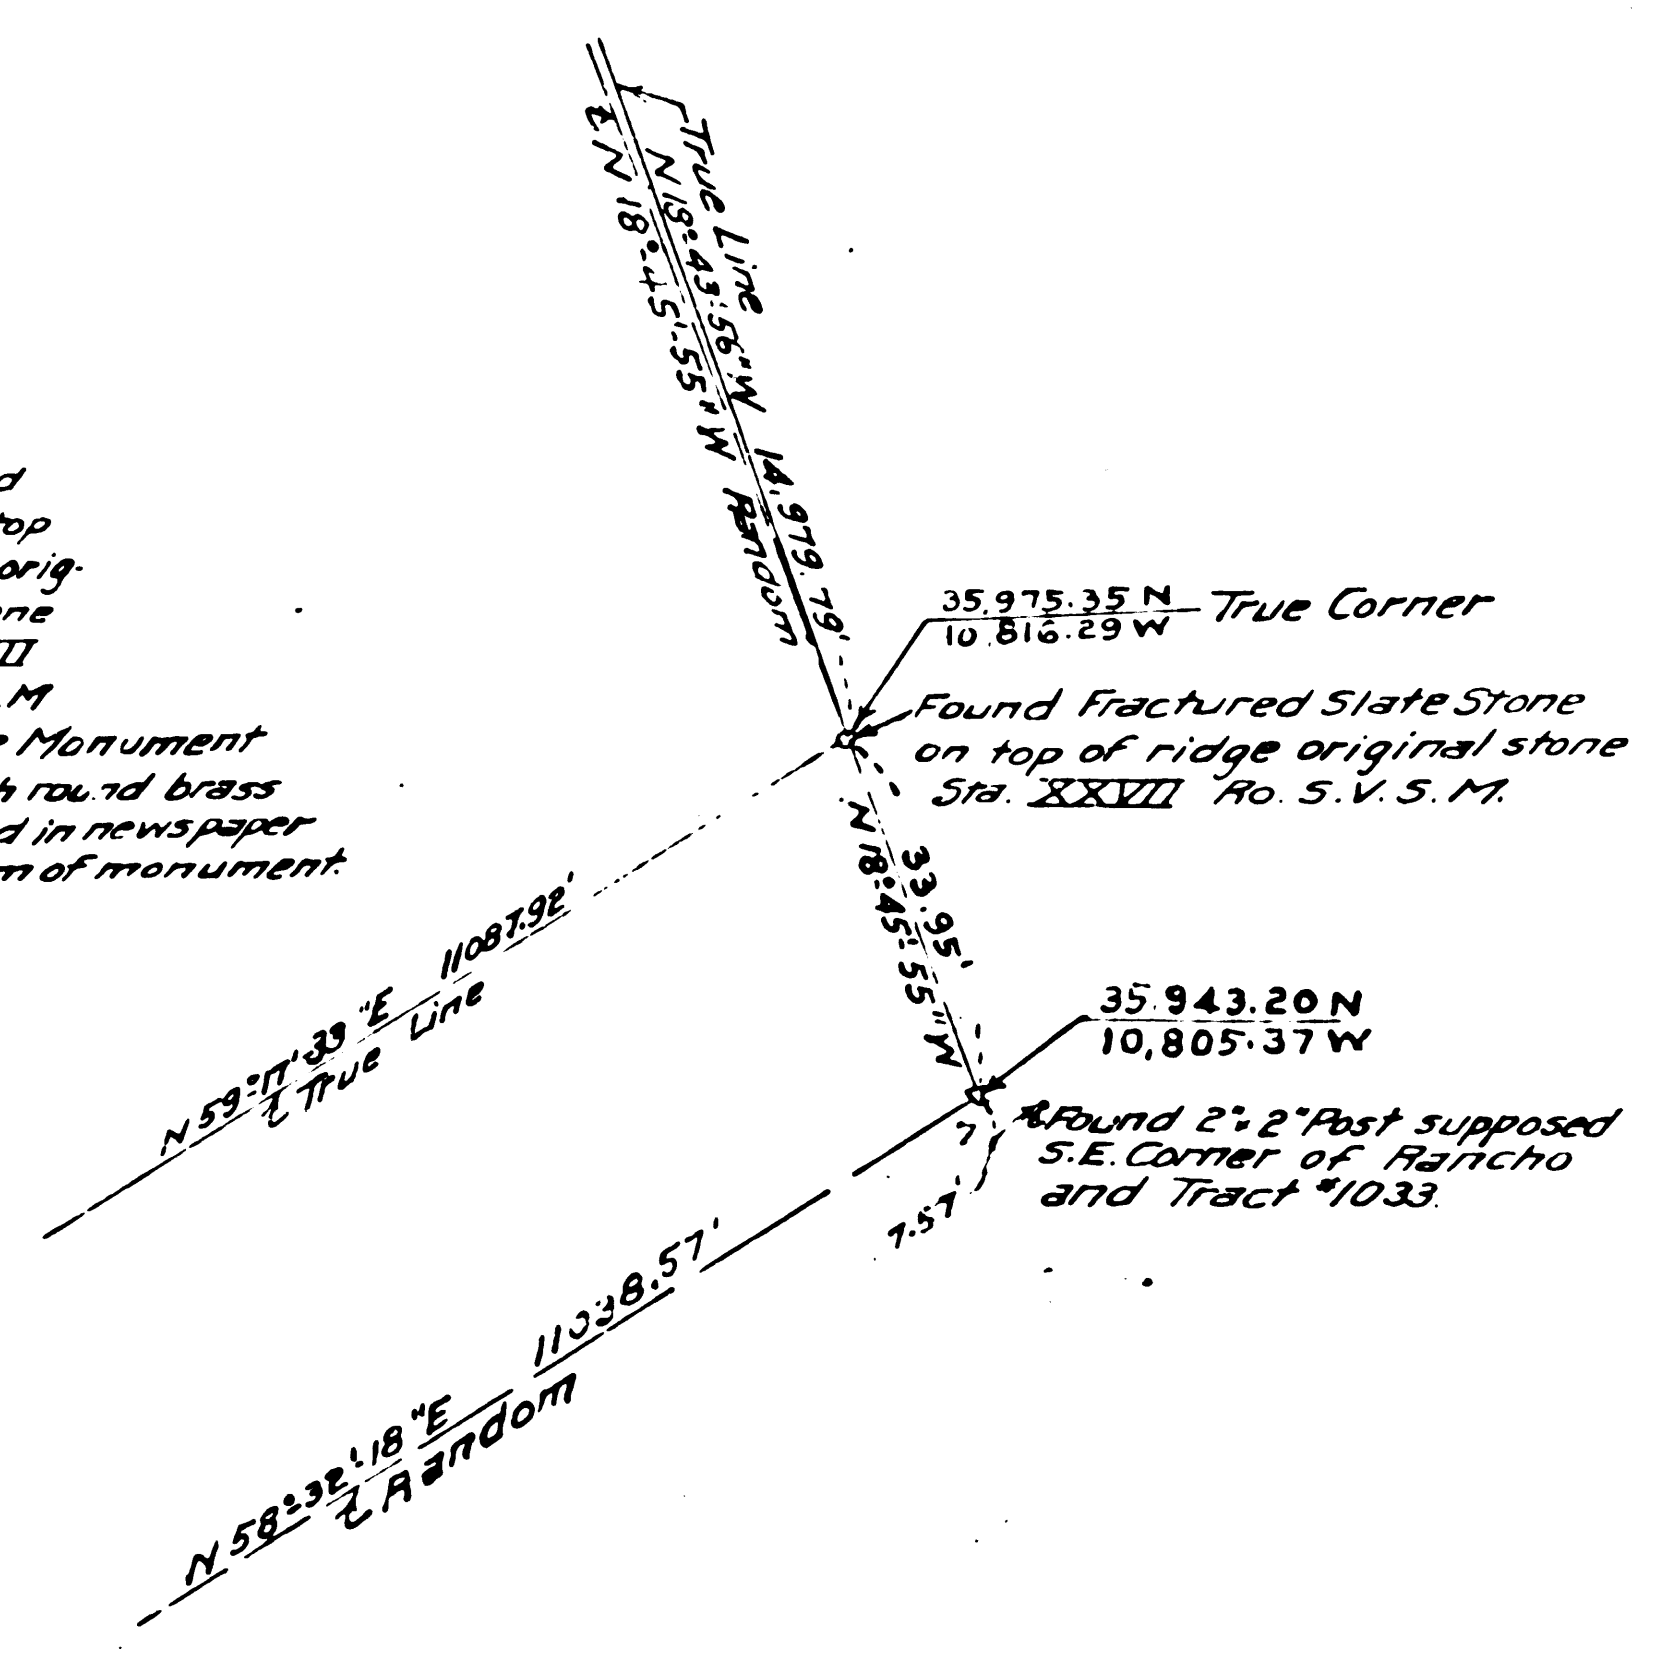 True Line
N 18°-43'-56"W 14,979.79'
℄ N 18°-45'-55"W Random
d
top
orig-
one
II
.M
e Monument
h round brass
d in newspaper
m of monument.
35,975.35 N
10,816.29 W
True Corner
Found Fractured Slate Stone
on top of ridge original stone
Sta. XXVII Ro. S.V.S.M.
33.95'
N 18°-45'-55"W
N 59°-17'-33"E 11087.92'
℄ True Line
35.943.20 N
10,805.37 W
Found 2"x2" Post supposed
S.E. Corner of Rancho
and Tract #1033.
7
7.57'
N 58°-32'-18"E 11038.57'
℄ Random